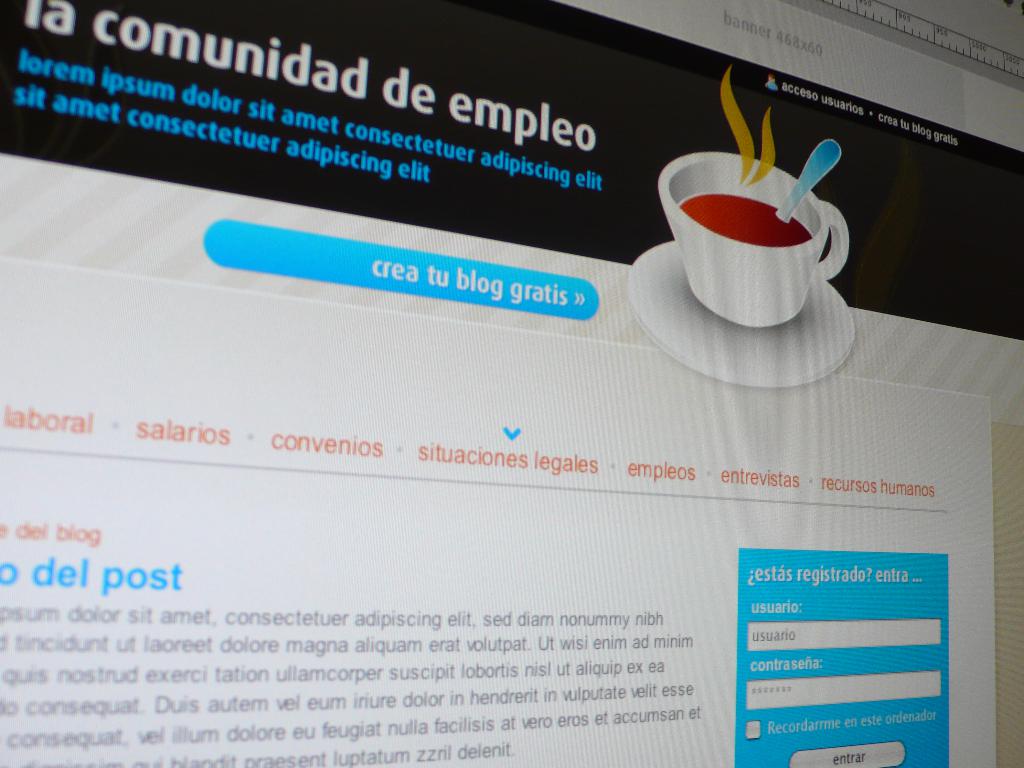 banner 468x60
acceso usuarios • crea tu blog gratis
la comunidad de empleo
lorem ipsum dolor sit amet consectetuer adipiscing elit
sit amet consectetuer adipiscing elit
crea tu blog gratis »
laboral • salarios • convenios • situaciones legales • empleos • entrevistas • recursos humanos
del blog
del post
dolor sit amet, consectetuer adipiscing elit, sed diam nonummy nibh
tincidunt ut laoreet dolore magna aliquam erat volutpat. Ut wisi enim ad minim
quis nostrud exerci tation ullamcorper suscipit lobortis nisl ut aliquip ex ea
consequat. Duis autem vel eum iriure dolor in hendrerit in vulputate velit esse
consequat, vel illum dolore eu feugiat nulla facilisis at vero eros et accumsan et
dignissim qui blandit praesent luptatum zzril delenit.
¿estás registrado? entra ...
usuario:
usuario
contraseña:
*******
Recordarrme en este ordenador
entrar